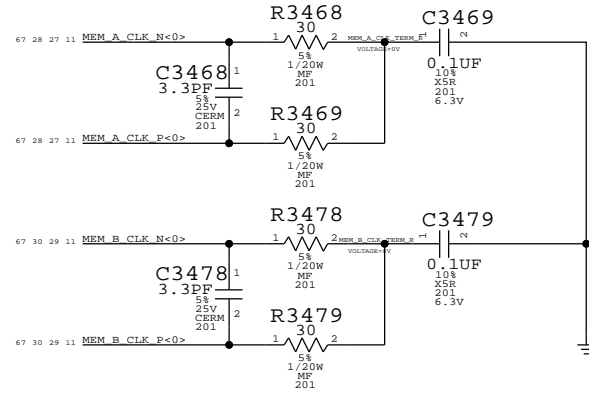 R3468
C3469
30
67 28 27 11 MEM_A_CLK_N<0>
1
2
MEM_A_CLK_TERM_R
1
2
VOLTAGE=0V
5%
1/20W
MF
201
0.1UF
10%
X5R
201
6.3V
C3468
1
3.3PF
5%
25V
CERM
201
2
R3469
30
67 28 27 11 MEM_A_CLK_P<0>
1
2
5%
1/20W
MF
201
R3478
C3479
30
67 30 29 11 MEM_B_CLK_N<0>
1
2
MEM_B_CLK_TERM_R
1
2
VOLTAGE=0V
5%
1/20W
MF
201
0.1UF
10%
X5R
201
6.3V
C3478
1
3.3PF
5%
25V
CERM
201
2
R3479
30
67 30 29 11 MEM_B_CLK_P<0>
1
2
5%
1/20W
MF
201